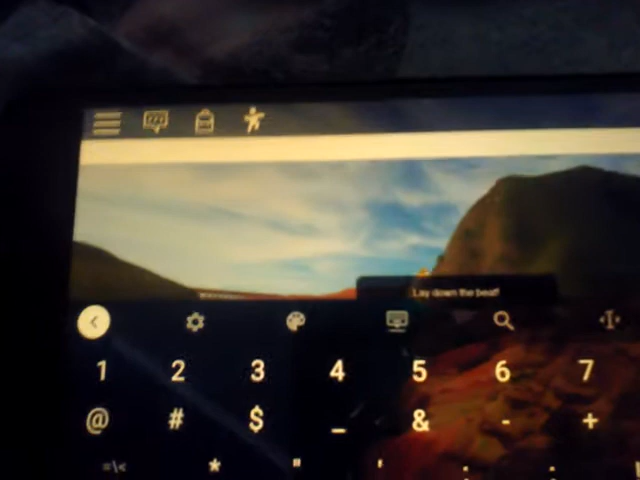 Lay down the beat!
1 2 3 4 5 6 7
@ # $ _ & - +
=\< * " ' : ;